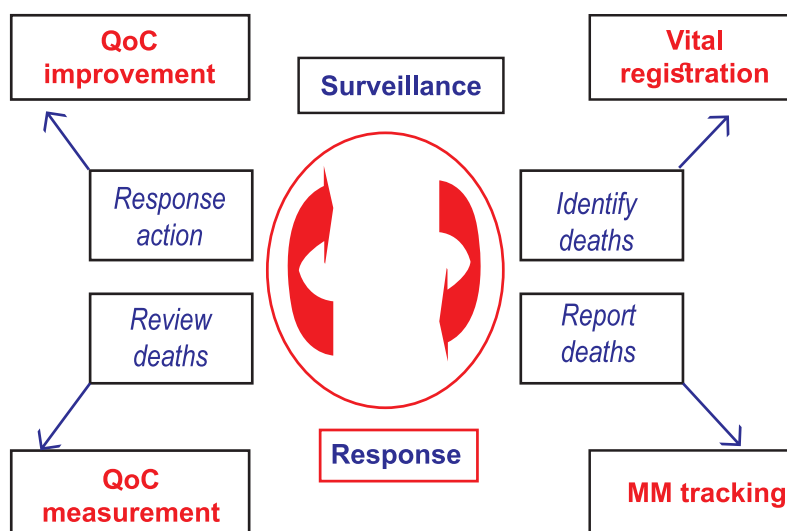 QoC
improvement
Vital
registration
Surveillance
Response
action
Identify
deaths
Review
deaths
Report
deaths
Response
QoC
measurement
MM tracking